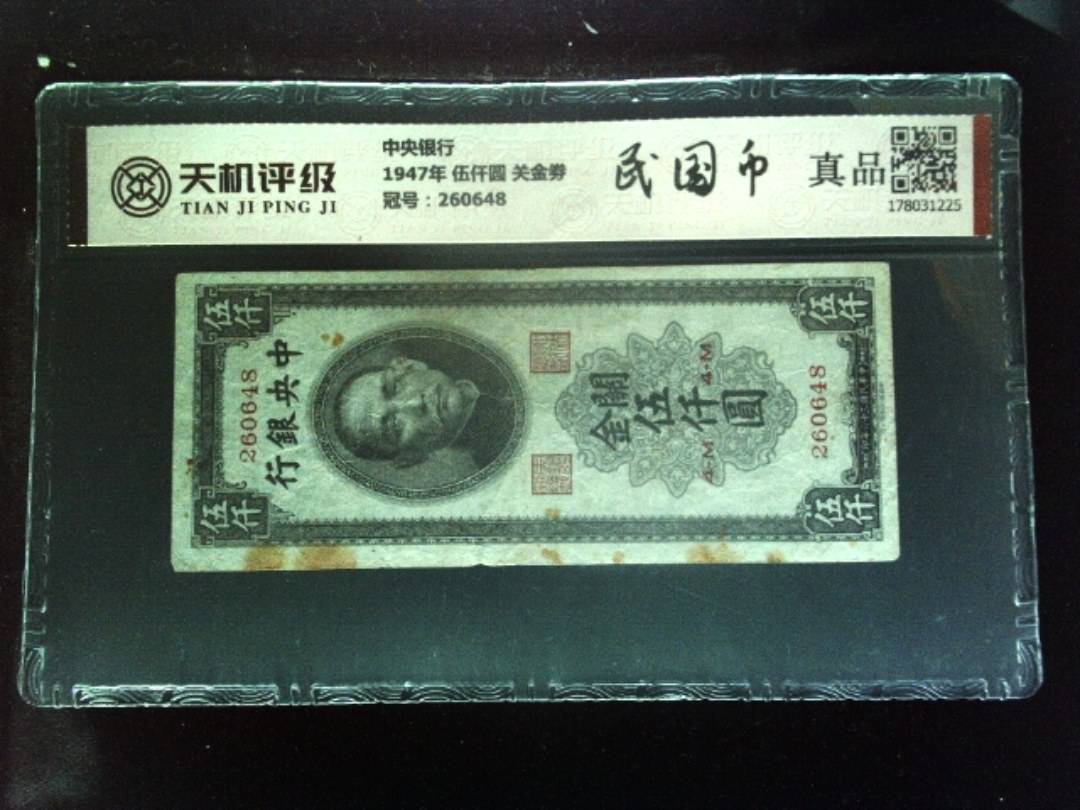 天机评级
TIAN JI PING JI
中央银行
1947年 伍仟圆 关金券
冠号：260648
民国币
真品
178031225
伍仟
伍仟
中央銀行
260648
關金
伍仟圓
4-M
4-M
260648
伍仟
伍仟